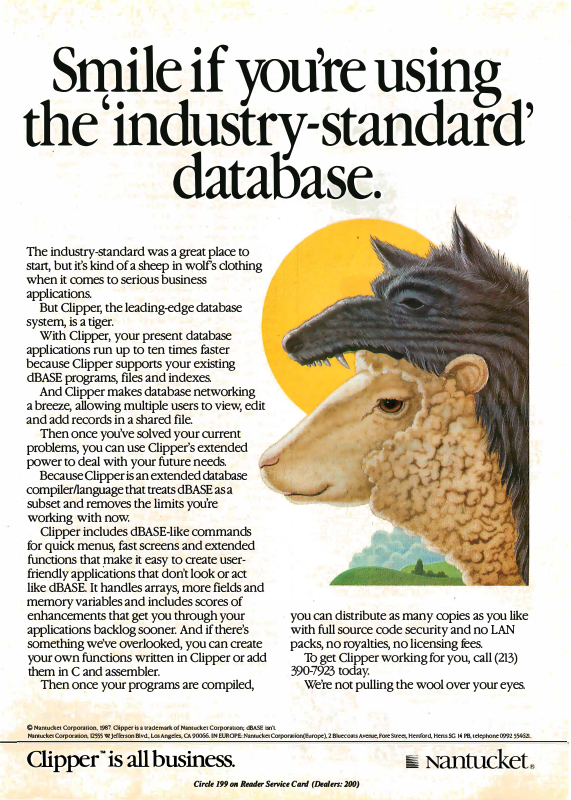 Smile if you're using
the 'industry-standard'
database.
The industry-standard was a great place to
start, but it's kind of a sheep in wolf's clothing
when it comes to serious business
applications.
But Clipper, the leading-edge database
system, is a tiger.
With Clipper, your present database
applications run up to ten times faster
because Clipper supports your existing
dBASE programs, files and indexes.
And Clipper makes database networking
a breeze, allowing multiple users to view, edit
and add records in a shared file.
Then once you've solved your current
problems, you can use Clipper's extended
power to deal with your future needs.
Because Clipper is an extended database
compiler/language that treats dBASE as a
subset and removes the limits you're
working with now.
Clipper includes dBASE-like commands
for quick menus, fast screens and extended
functions that make it easy to create user-
friendly applications that don't look or act
like dBASE. It handles arrays, more fields and
memory variables and includes scores of
enhancements that get you through your
applications backlog sooner. And if there's
something we've overlooked, you can create
your own functions written in Clipper or add
them in C and assembler.
Then once your programs are compiled,
you can distribute as many copies as you like
with full source code security and no LAN
packs, no royalties, no licensing fees.
To get Clipper working for you, call (213)
390-7923 today.
We're not pulling the wool over your eyes.
© Nantucket Corporation, 1987. Clipper is a trademark of Nantucket Corporation; dBASE isn't.
Nantucket Corporation, 12555 W. Jefferson Blvd., Los Angeles, CA 90066. IN EUROPE: Nantucket Corporation (Europe), 2 Bluecoats Avenue, Fore Street, Hertford, Herts SG 14 PB, telephone 0992 554621.
Clipper™ is all business.
nantucket®
Circle 199 on Reader Service Card (Dealers: 200)